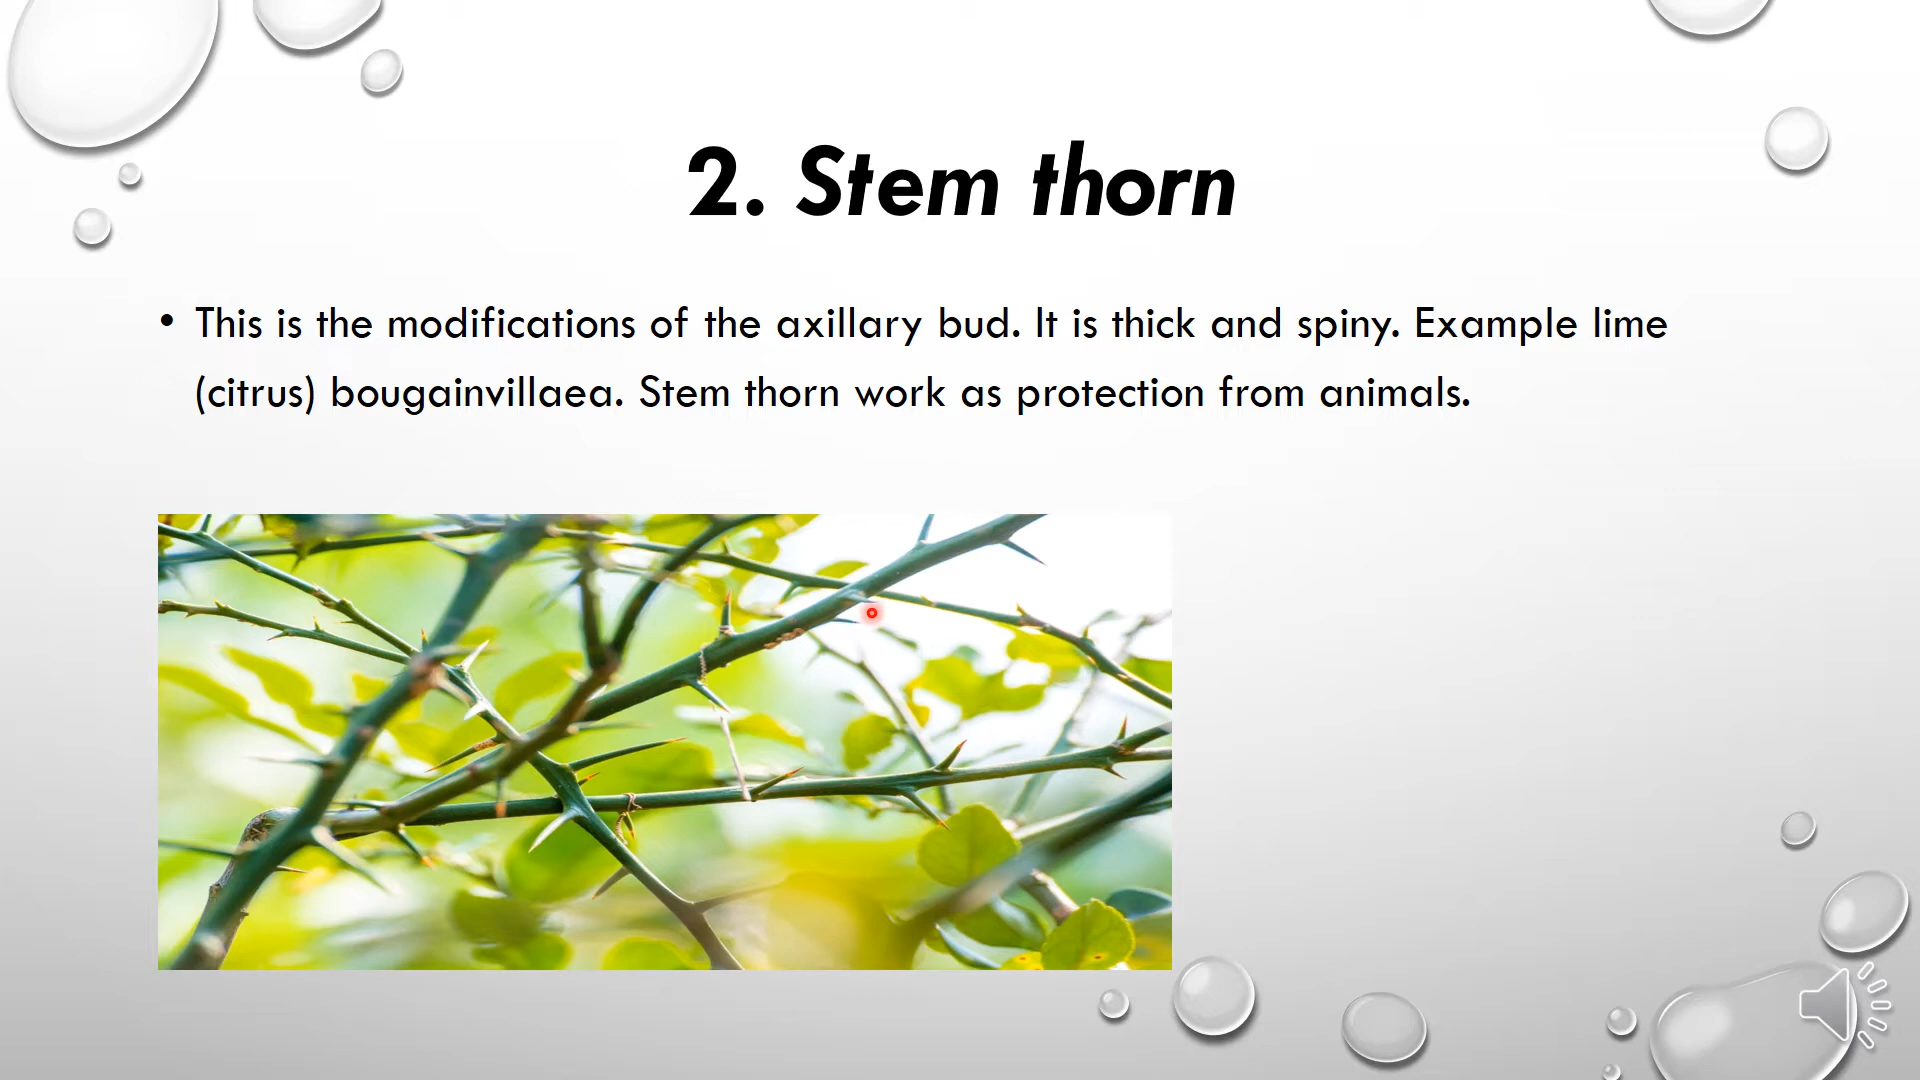 2. Stem thorn
• This is the modifications of the axillary bud. It is thick and spiny. Example lime
(citrus) bougainvillaea. Stem thorn work as protection from animals.